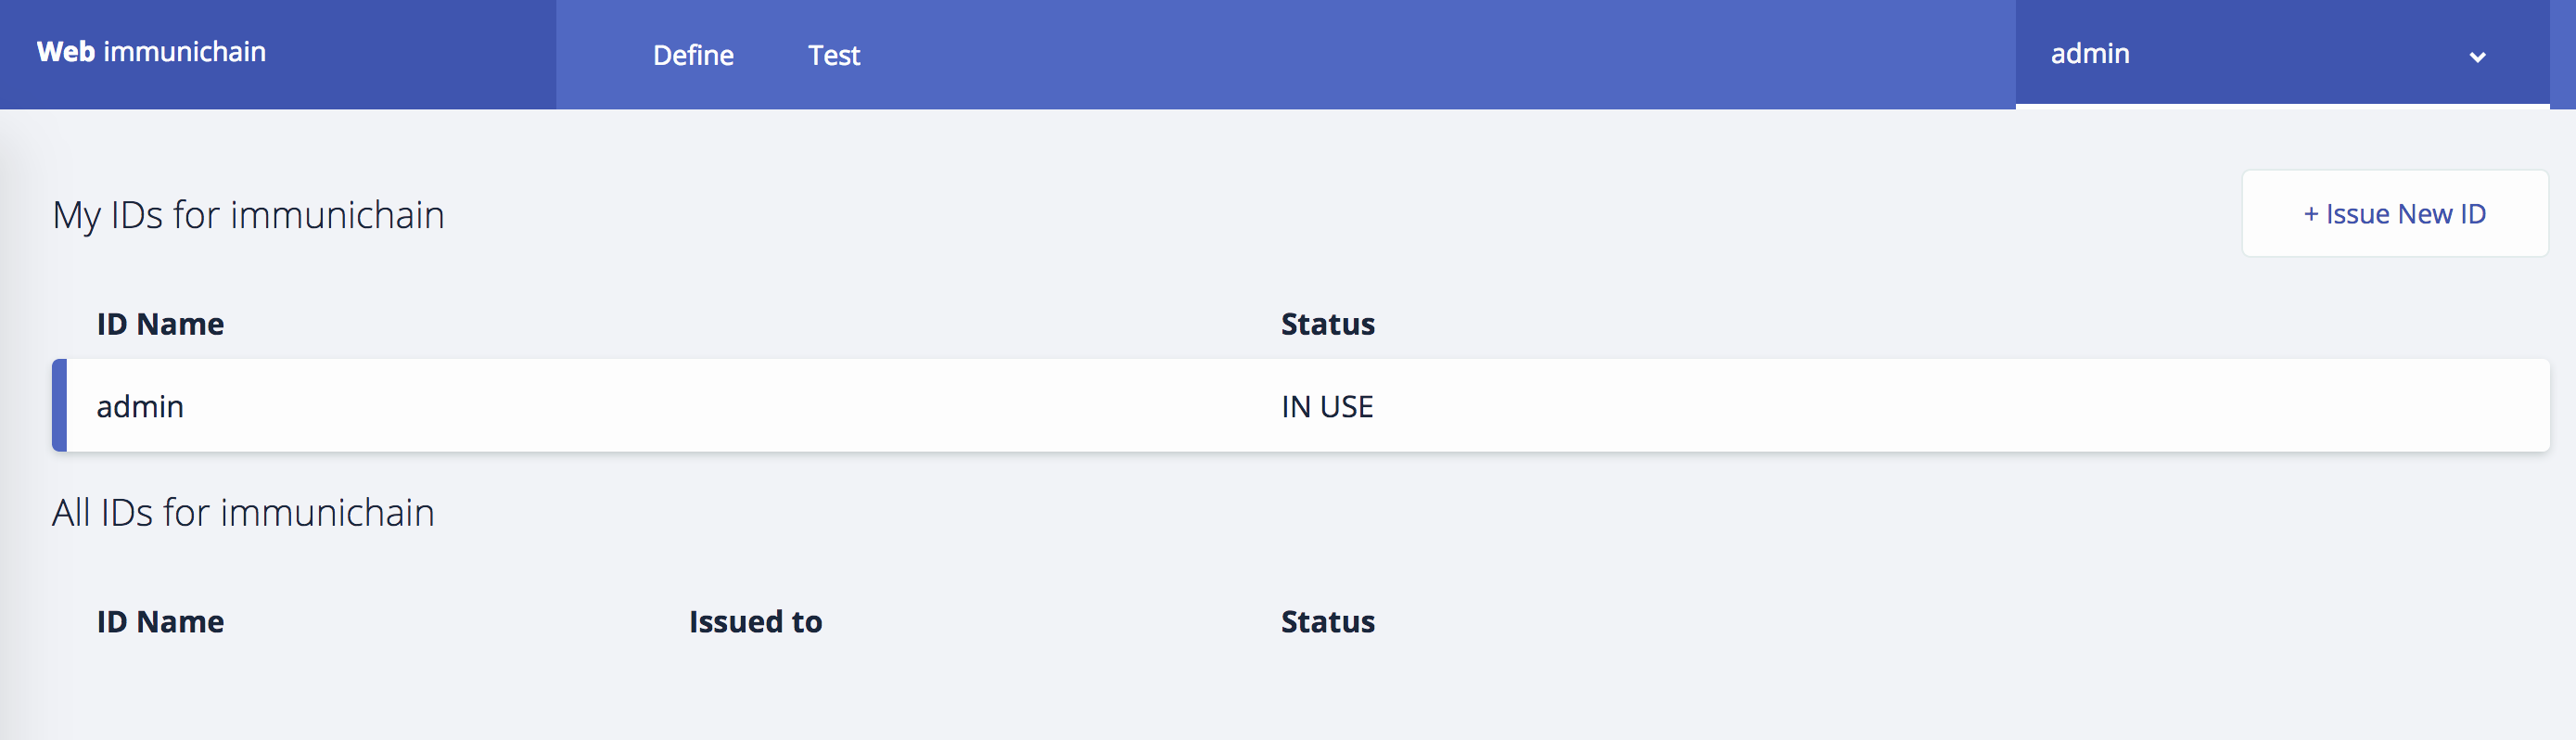 Web immunichain Define Test admin
My IDs for immunichain + Issue New ID
ID Name Status
admin IN USE
All IDs for immunichain
ID Name Issued to Status